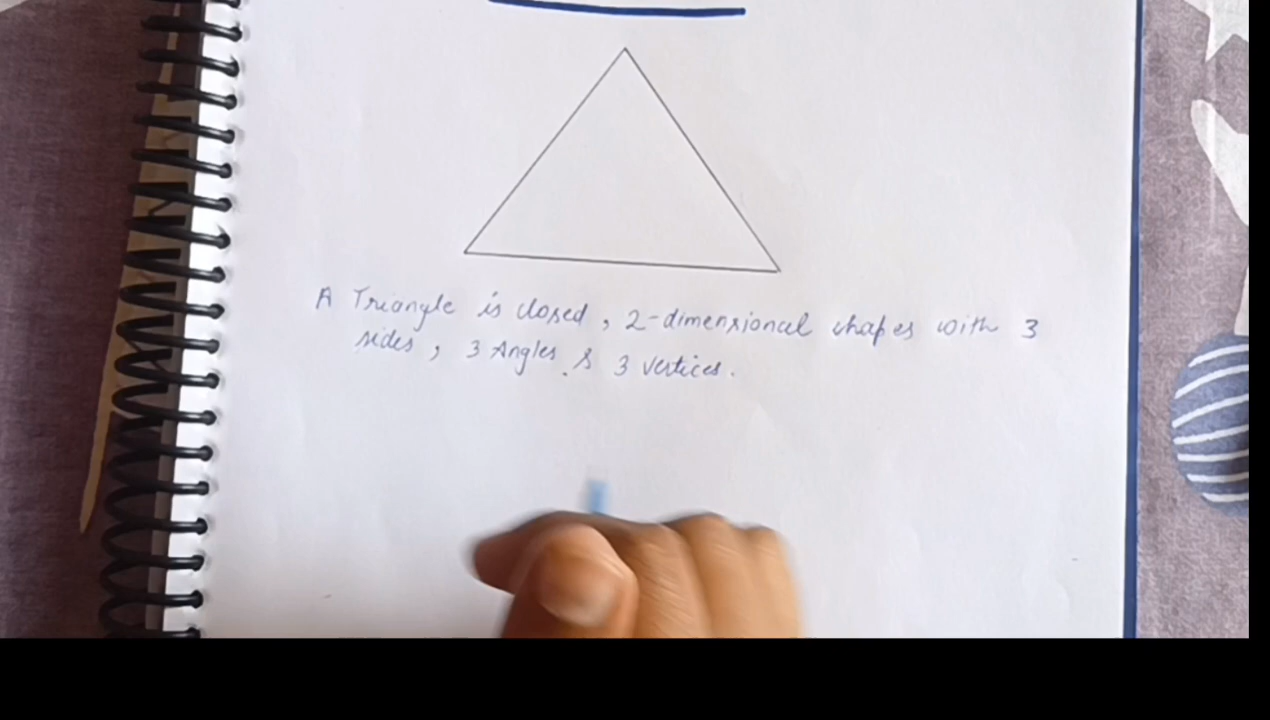 A Triangle is closed, 2-dimensional shapes with 3
sides, 3 Angles & 3 vertices.